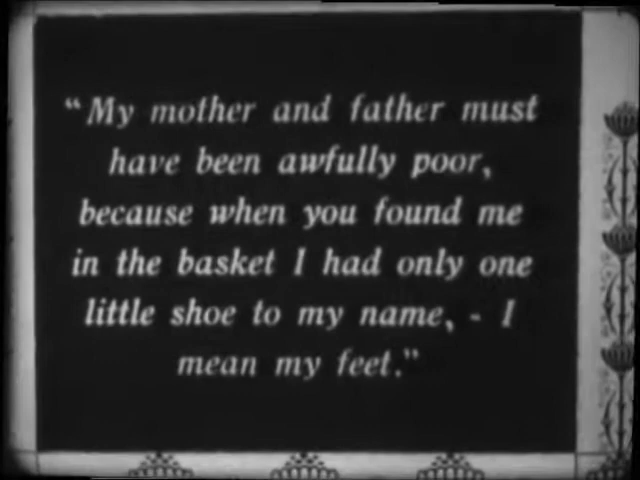 “My mother and father must
have been awfully poor,
because when you found me
in the basket I had only one
little shoe to my name, - I
mean my feet.”